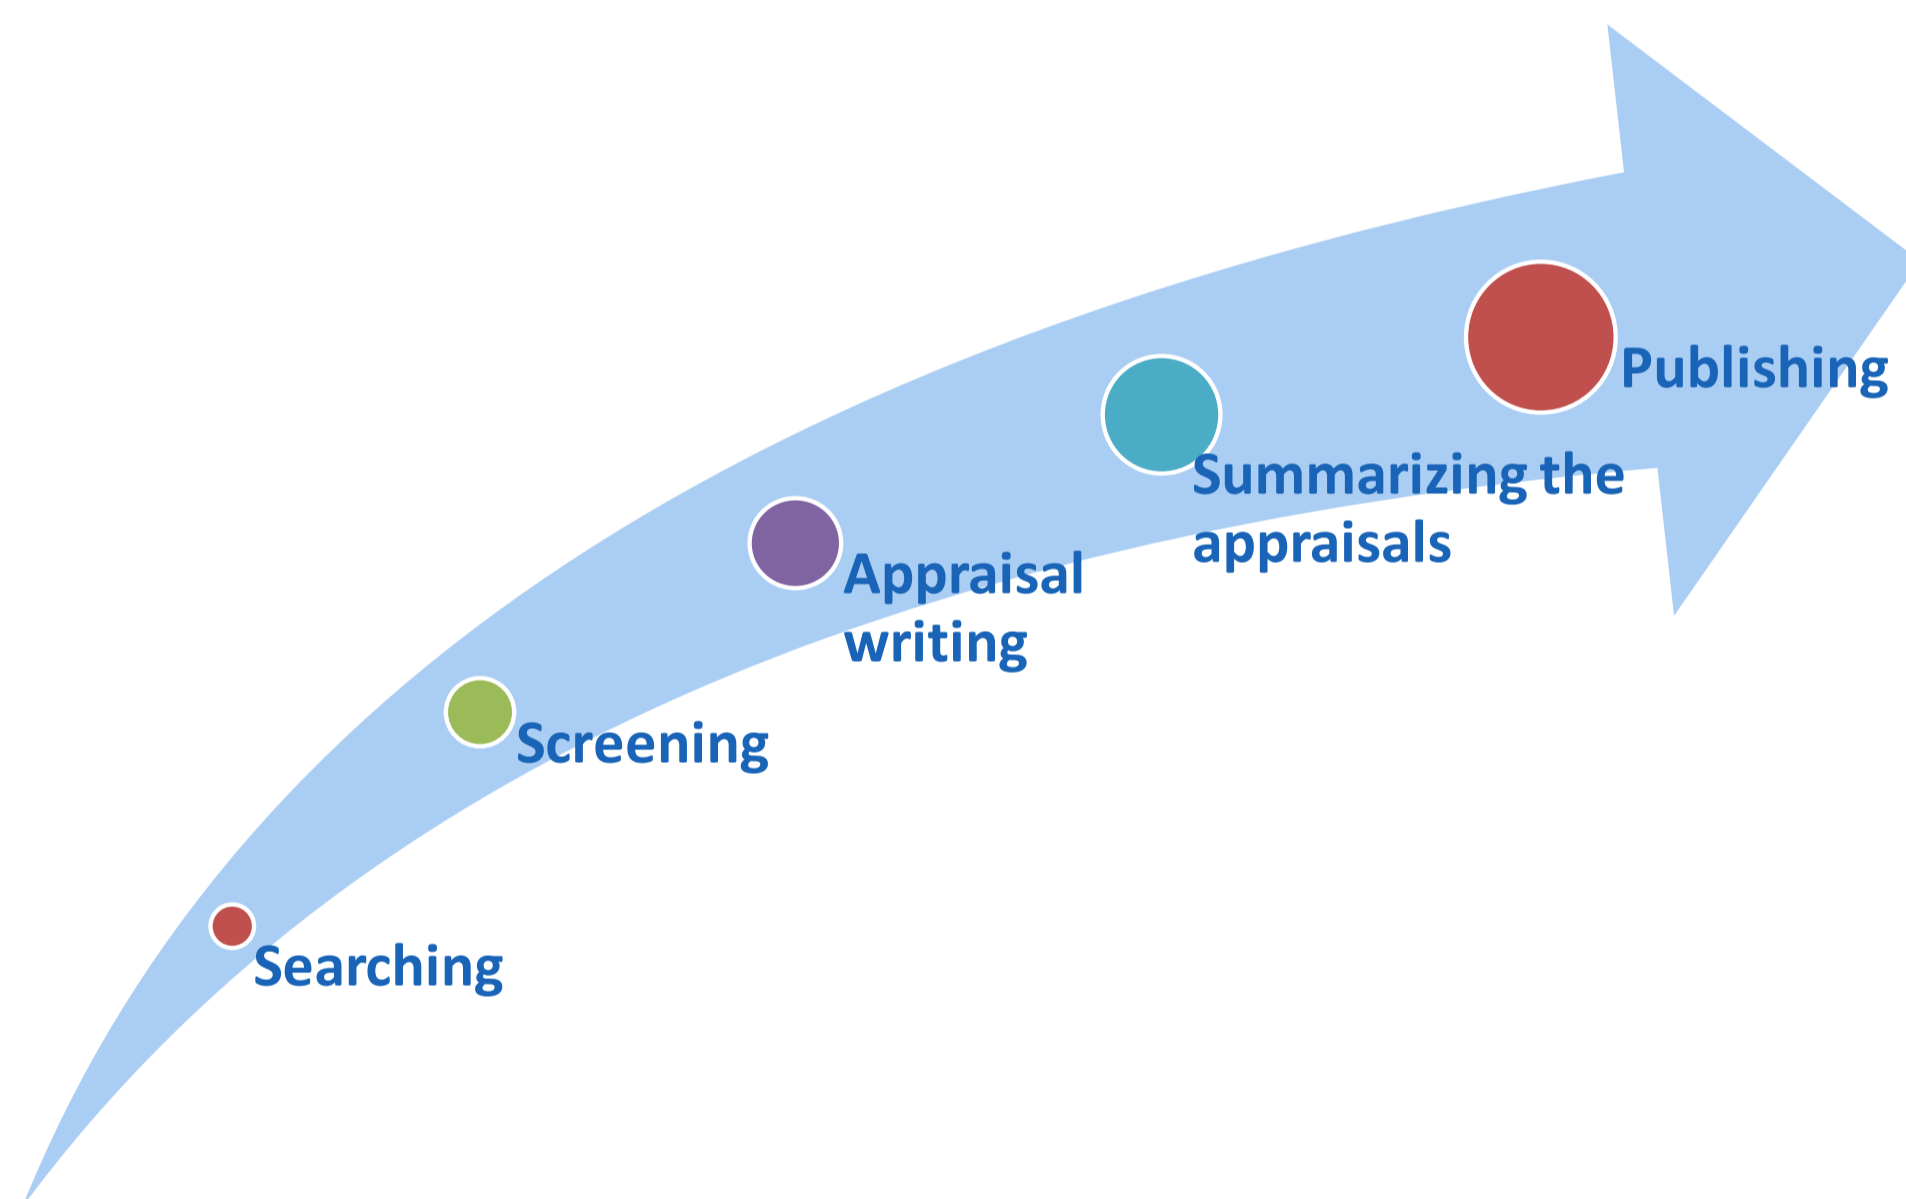 Publishing
Summarizing the
appraisals
Appraisal
writing
Screening
Searching